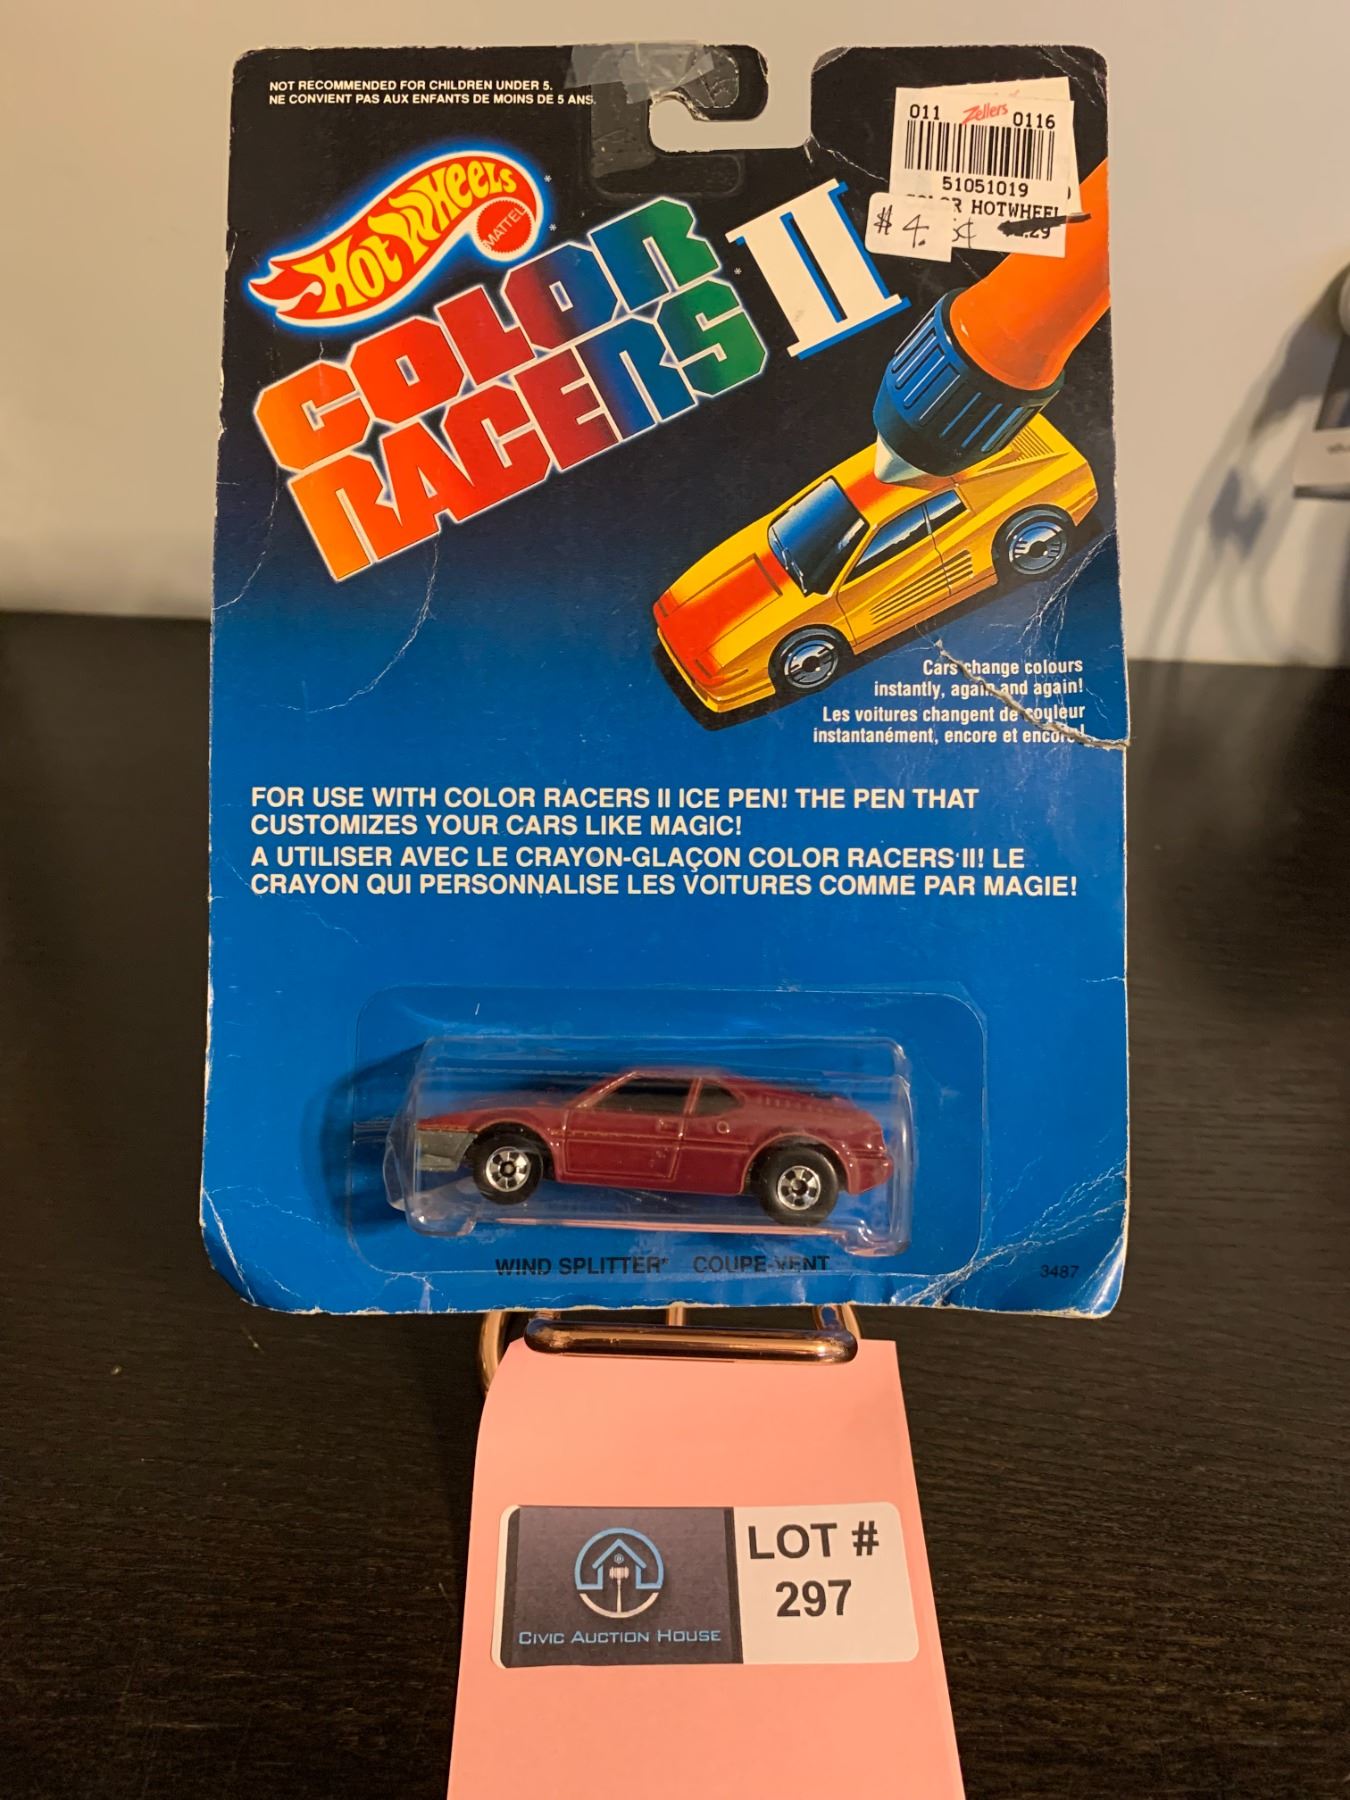 NOT RECOMMENDED FOR CHILDREN UNDER 5.
NE CONVIENT PAS AUX ENFANTS DE MOINS DE 5 ANS.
Hot Wheels
MATTEL
COLOR
RACERS II
011 Zellers 0116
51051019
COLOR HOTWHEEL
$4.
Cars change colours
instantly, again and again!
Les voitures changent de couleur
instantanément, encore et encore!
FOR USE WITH COLOR RACERS II ICE PEN! THE PEN THAT
CUSTOMIZES YOUR CARS LIKE MAGIC!
A UTILISER AVEC LE CRAYON-GLAÇON COLOR RACERS II! LE
CRAYON QUI PERSONNALISE LES VOITURES COMME PAR MAGIE!
WIND SPLITTER* COUPE-VENT
3487
LOT #
297
CIVIC AUCTION HOUSE